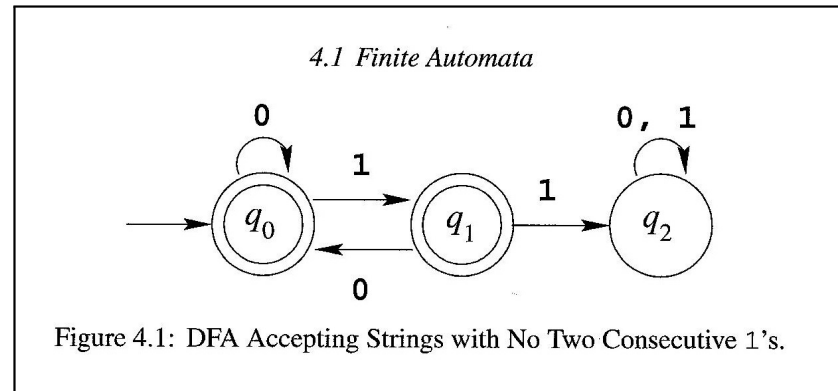 4.1 Finite Automata
0
1
0, 1
1
q0
q1
q2
0
Figure 4.1: DFA Accepting Strings with No Two Consecutive 1's.